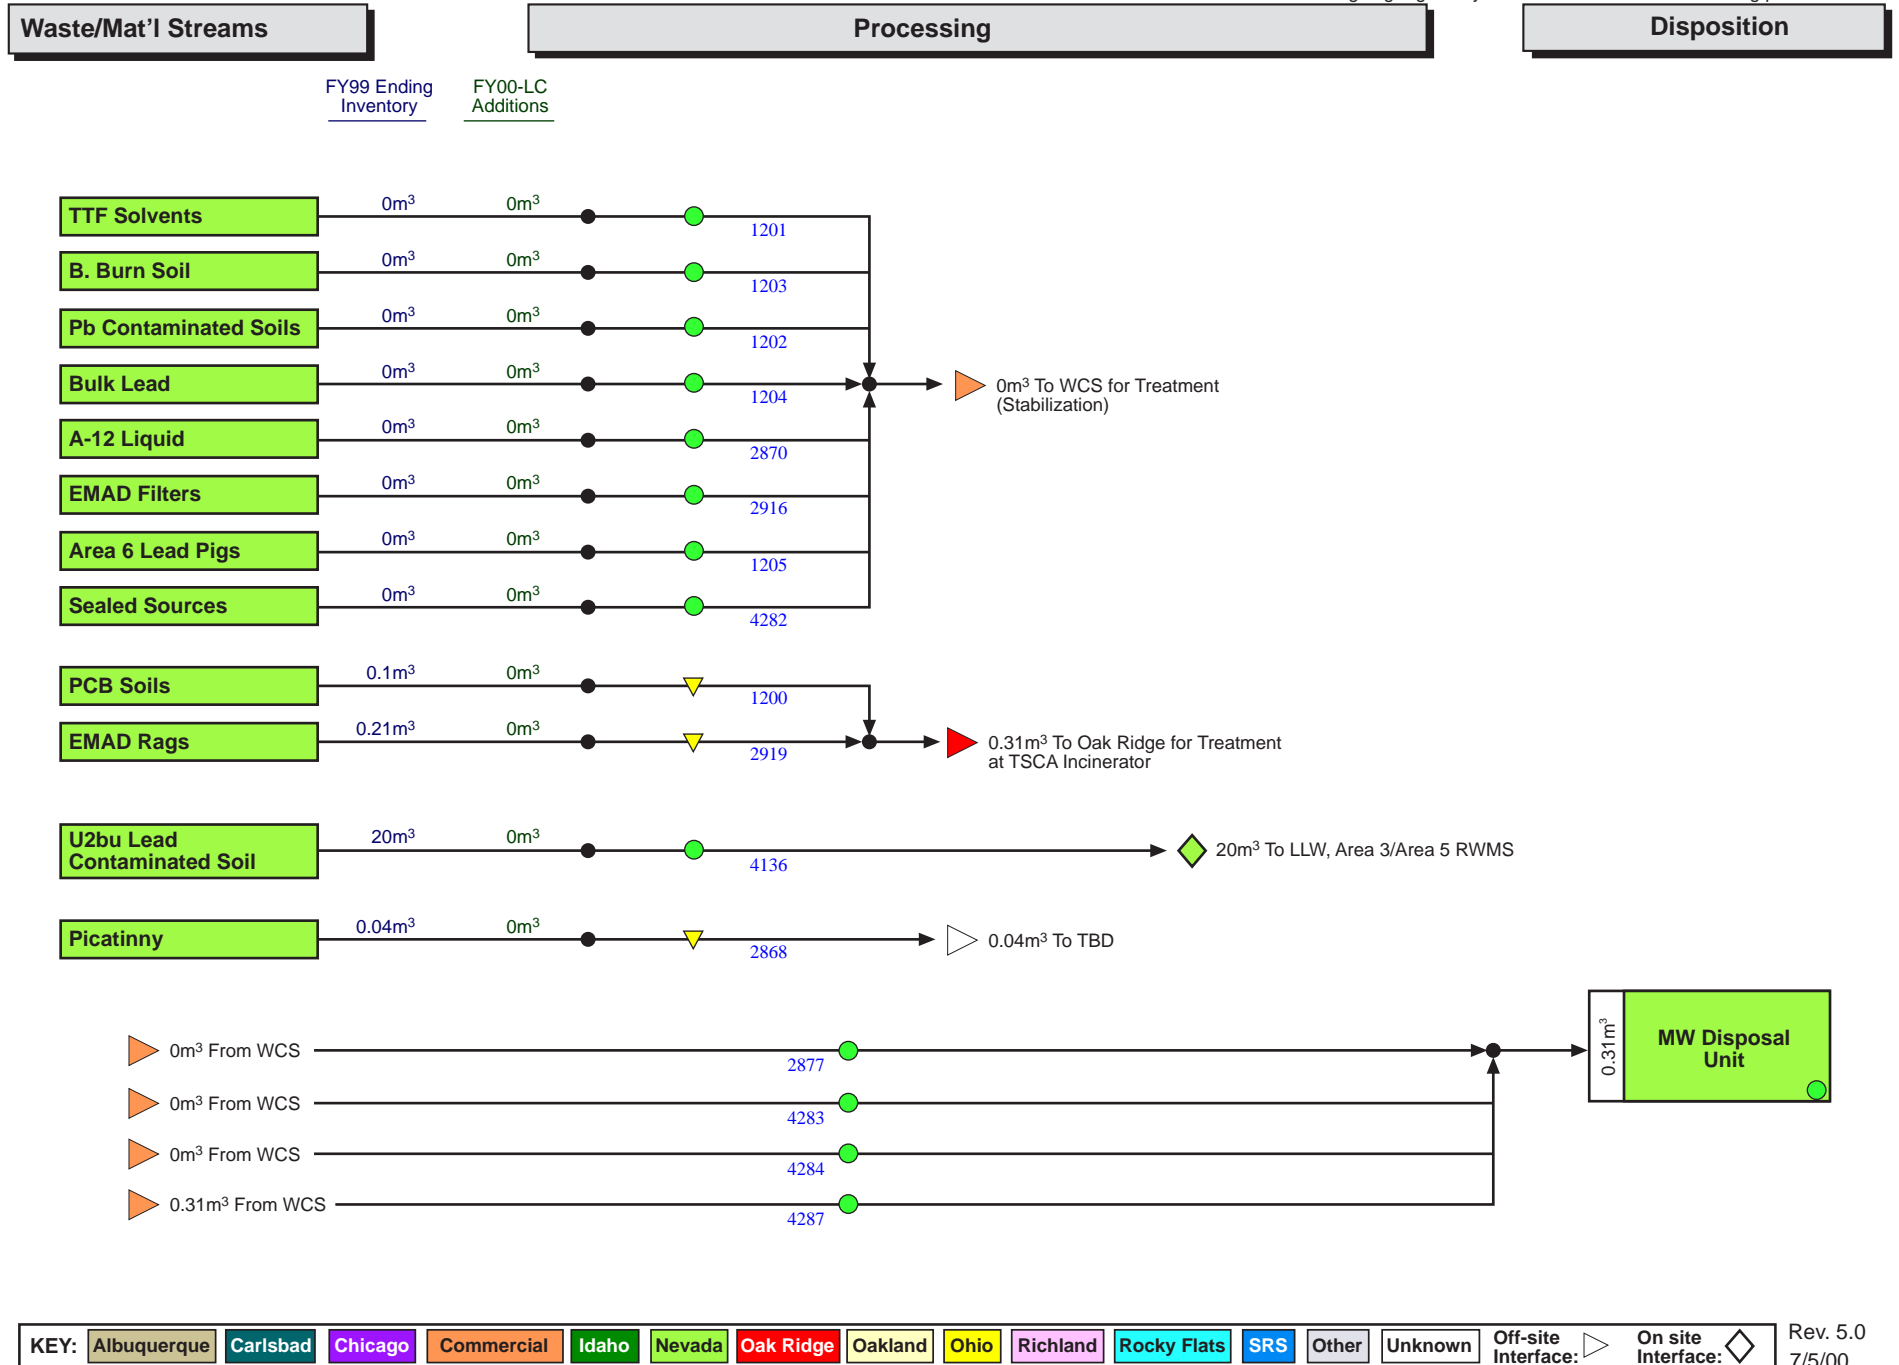 Waste/Mat'l Streams
Processing
Disposition
FY99 Ending
Inventory
FY00-LC
Additions
TTF Solvents 0m³ 0m³ 1201
B. Burn Soil 0m³ 0m³ 1203
Pb Contaminated Soils 0m³ 0m³ 1202
Bulk Lead 0m³ 0m³ 1204
0m³ To WCS for Treatment
(Stabilization)
A-12 Liquid 0m³ 0m³ 2870
EMAD Filters 0m³ 0m³ 2916
Area 6 Lead Pigs 0m³ 0m³ 1205
Sealed Sources 0m³ 0m³ 4282
PCB Soils 0.1m³ 0m³ 1200
EMAD Rags 0.21m³ 0m³ 2919
0.31m³ To Oak Ridge for Treatment
at TSCA Incinerator
U2bu Lead
Contaminated Soil
20m³ 0m³ 4136
20m³ To LLW, Area 3/Area 5 RWMS
Picatinny 0.04m³ 0m³ 2868
0.04m³ To TBD
0m³ From WCS 2877
0m³ From WCS 4283
0m³ From WCS 4284
0.31m³ From WCS 4287
0.31m³
MW Disposal
Unit
KEY: Albuquerque Carlsbad Chicago Commercial Idaho Nevada Oak Ridge Oakland Ohio Richland Rocky Flats SRS Other Unknown
Off-site
Interface:
On site
Interface:
Rev. 5.0
7/5/00